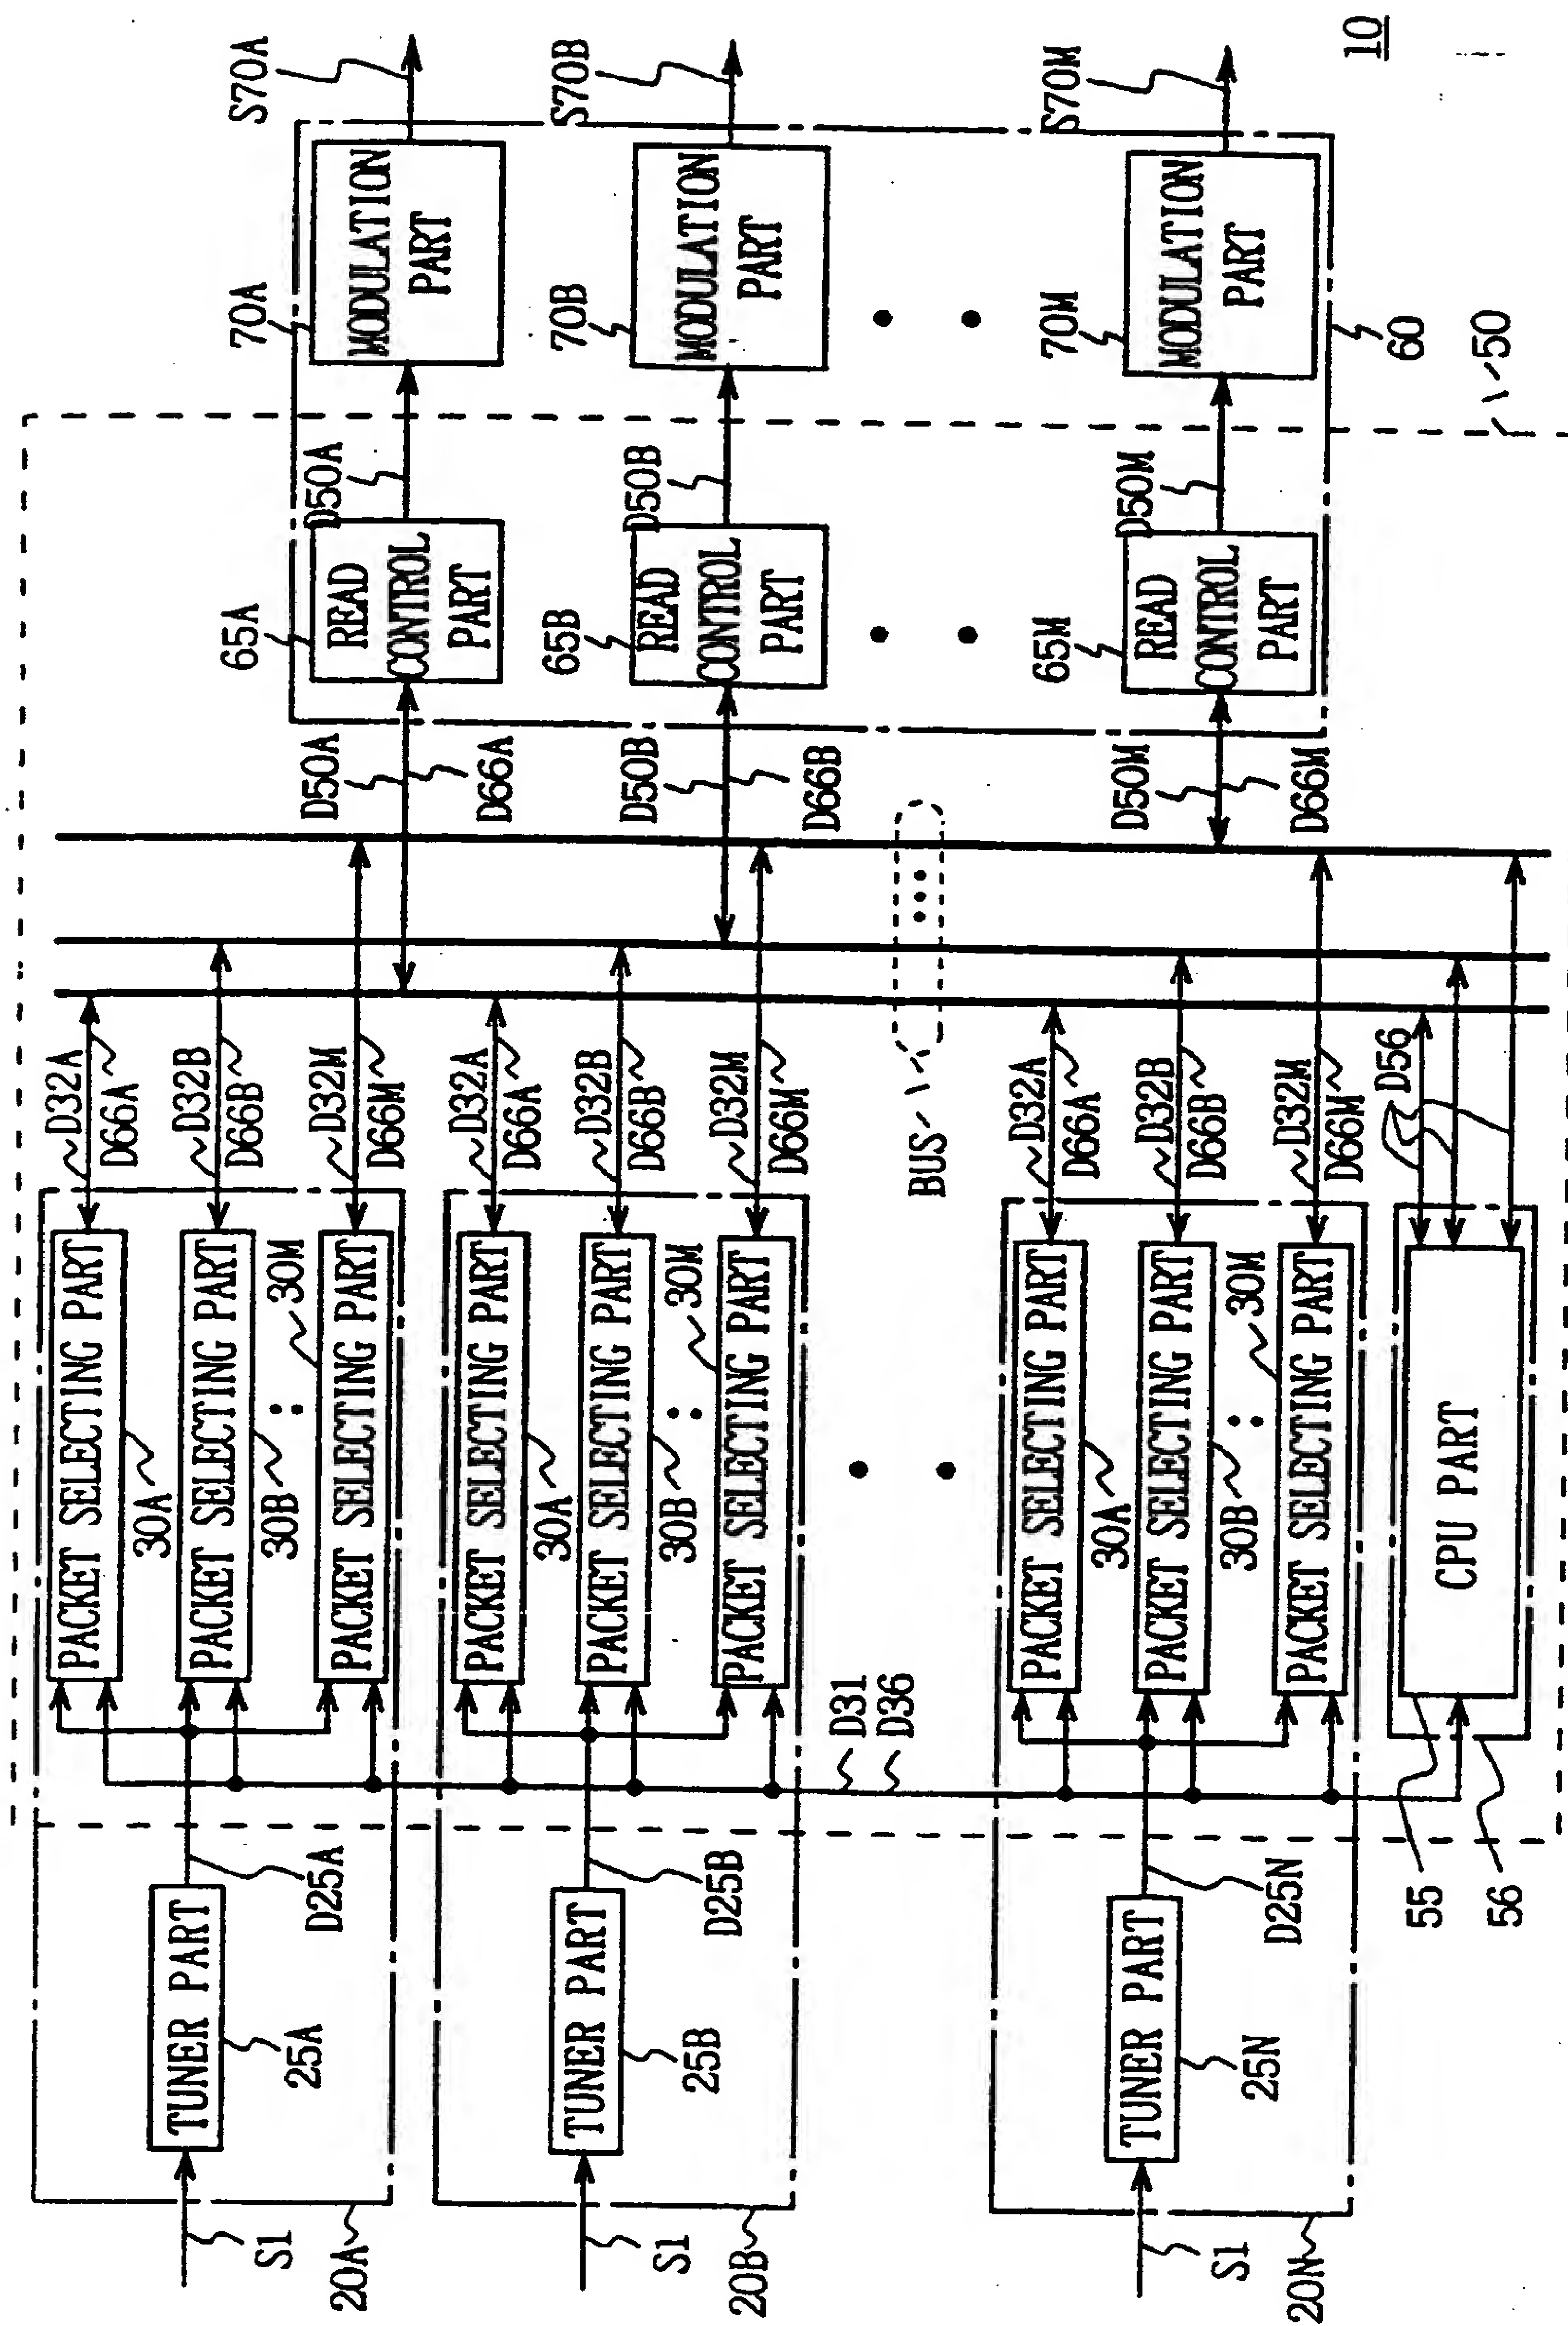 10
S1
20A
TUNER PART
25A
D25A
PACKET SELECTING PART
30A
D32A
D66A
PACKET SELECTING PART
30B
D32B
D66B
PACKET SELECTING PART
30M
D32M
D66M
S1
20B
TUNER PART
25B
D25B
PACKET SELECTING PART
30A
D32A
D66A
PACKET SELECTING PART
30B
D32B
D66B
PACKET SELECTING PART
30M
D32M
D66M
D31
D36
BUS
S1
20N
TUNER PART
25N
D25N
PACKET SELECTING PART
30A
D32A
D66A
PACKET SELECTING PART
30B
D32B
D66B
PACKET SELECTING PART
30M
D32M
D66M
CPU PART
55
56
D56
D50A
D66A
65A
READ
CONTROL
PART
D50A
70A
MODULATION
PART
S70A
D50B
D66B
65B
READ
CONTROL
PART
D50B
70B
MODULATION
PART
S70B
D50M
D66M
65M
READ
CONTROL
PART
D50M
70M
MODULATION
PART
S70M
60
50